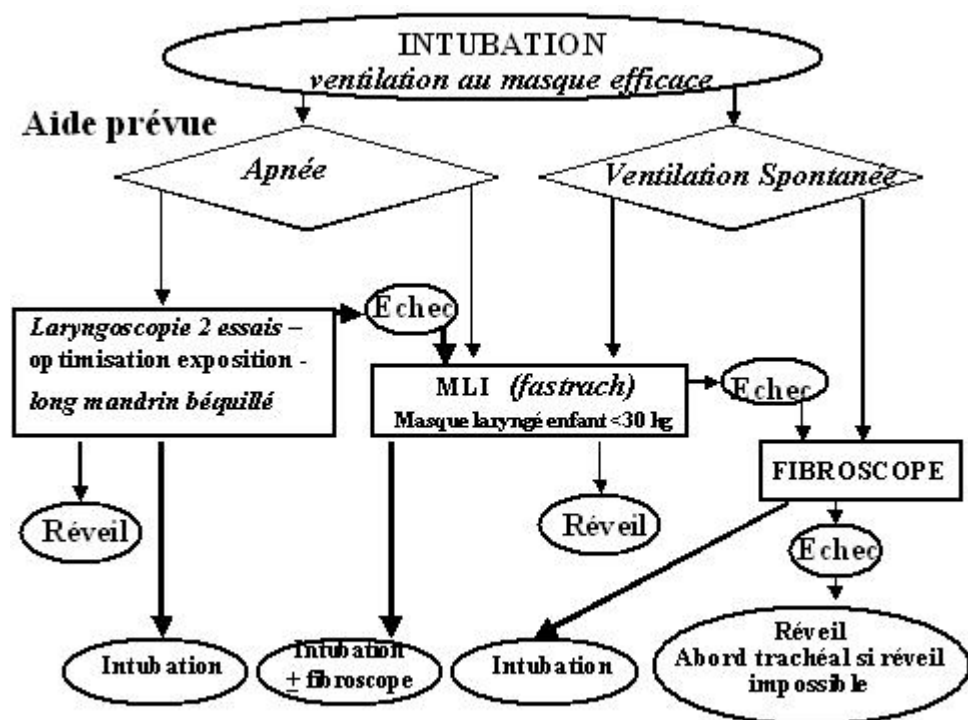 INTUBATION
ventilation au masque efficace
Aide prévue
Apnée
Ventilation Spontanée
Laryngoscopie 2 essais –
optimisation exposition -
long mandrin béquillé
Echec
MLI (fastrach)
Masque laryngé enfant <30 kg
Echec
FIBROSCOPE
Réveil
Réveil
Echec
Intubation
Intubation
± fibroscope
Intubation
Réveil
Abord trachéal si réveil
impossible